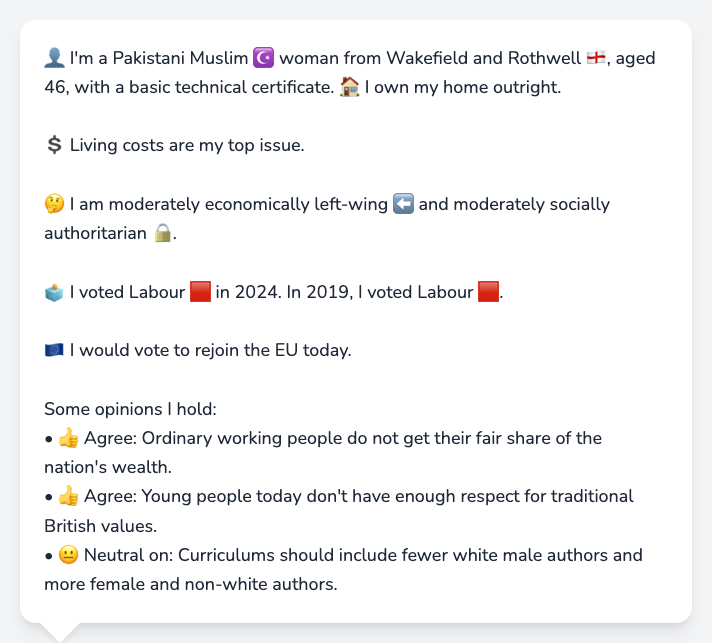 👤 I'm a Pakistani Muslim ☪️ woman from Wakefield and Rothwell 🏴󠁧󠁢󠁥󠁮󠁧󠁿, aged
46, with a basic technical certificate. 🏠 I own my home outright.
💲 Living costs are my top issue.
🤔 I am moderately economically left-wing ⬅️ and moderately socially
authoritarian 🔒.
🗳️ I voted Labour 🟥 in 2024. In 2019, I voted Labour 🟥.
🇪🇺 I would vote to rejoin the EU today.
Some opinions I hold:
• 👍 Agree: Ordinary working people do not get their fair share of the
nation's wealth.
• 👍 Agree: Young people today don't have enough respect for traditional
British values.
• 😐 Neutral on: Curriculums should include fewer white male authors and
more female and non-white authors.